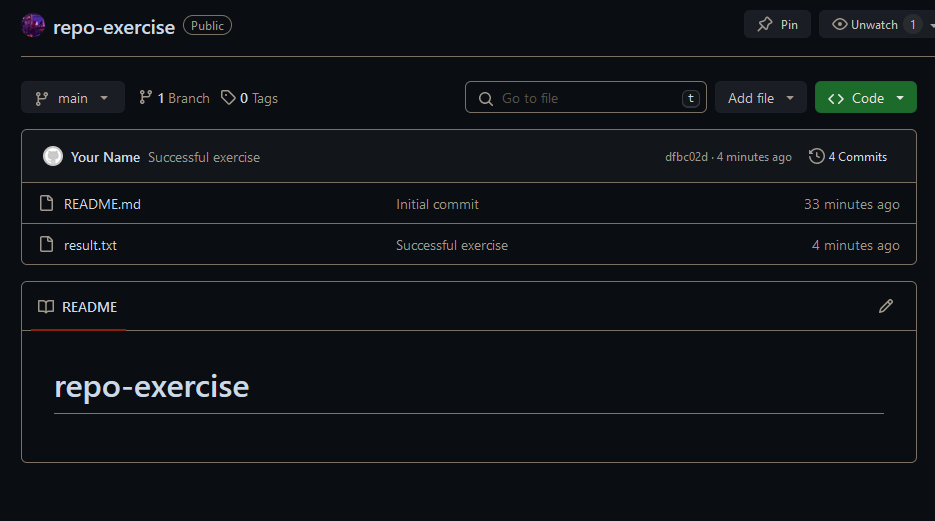 repo-exercise Public Pin Unwatch 1
main 1 Branch 0 Tags Go to file t Add file Code
Your Name Successful exercise dfbc02d · 4 minutes ago 4 Commits
README.md Initial commit 33 minutes ago
result.txt Successful exercise 4 minutes ago
README
repo-exercise